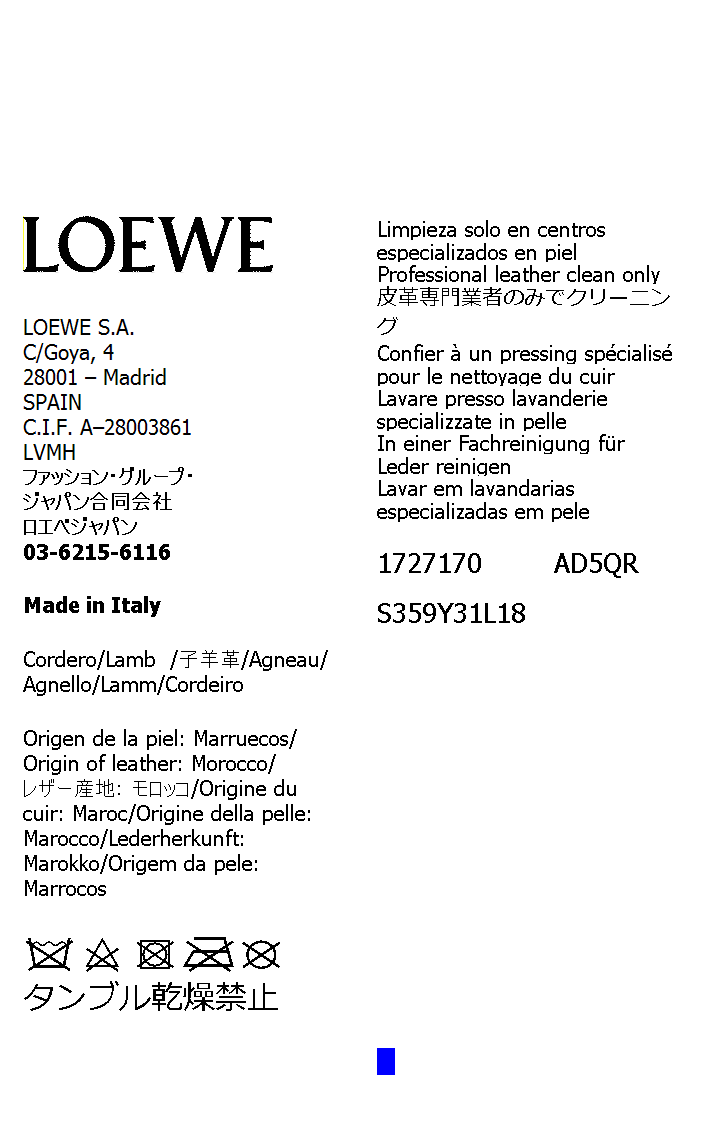 LOEWE
LOEWE S.A.
C/Goya, 4
28001 – Madrid
SPAIN
C.I.F. A–28003861
LVMH
ファッション・グループ・
ジャパン合同会社
ロエベジャパン
03-6215-6116
Made in Italy
Cordero/Lamb /子羊革/Agneau/
Agnello/Lamm/Cordeiro
Origen de la piel: Marruecos/
Origin of leather: Morocco/
レザー産地: モロッコ/Origine du
cuir: Maroc/Origine della pelle:
Marocco/Lederherkunft:
Marokko/Origem da pele:
Marrocos
タンブル乾燥禁止
Limpieza solo en centros
especializados en piel
Professional leather clean only
皮革専門業者のみでクリーニン
グ
Confier à un pressing spécialisé
pour le nettoyage du cuir
Lavare presso lavanderie
specializzate in pelle
In einer Fachreinigung für
Leder reinigen
Lavar em lavandarias
especializadas em pele
1727170 AD5QR
S359Y31L18